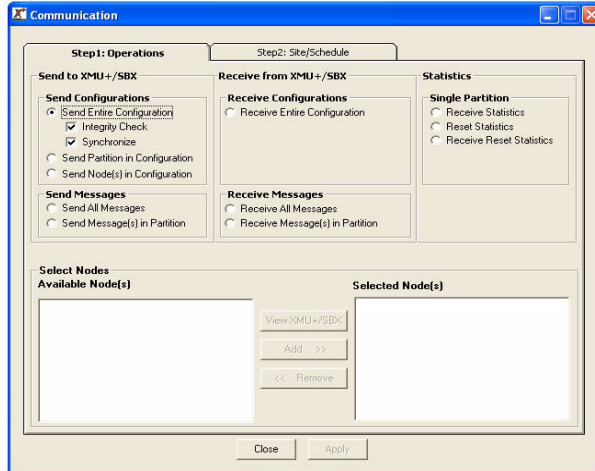 Communication
Step1: Operations
Step2: Site/Schedule
Send to XMU+/SBX
Send Configurations
Send Entire Configuration
Integrity Check
Synchronize
Send Partition in Configuration
Send Node(s) in Configuration
Send Messages
Send All Messages
Send Message(s) in Partition
Receive from XMU+/SBX
Receive Configurations
Receive Entire Configuration
Receive Messages
Receive All Messages
Receive Message(s) in Partition
Statistics
Single Partition
Receive Statistics
Reset Statistics
Receive Reset Statistics
Select Nodes
Available Node(s)
Selected Node(s)
View XMU+/SBX
Add >>
<< Remove
Close
Apply